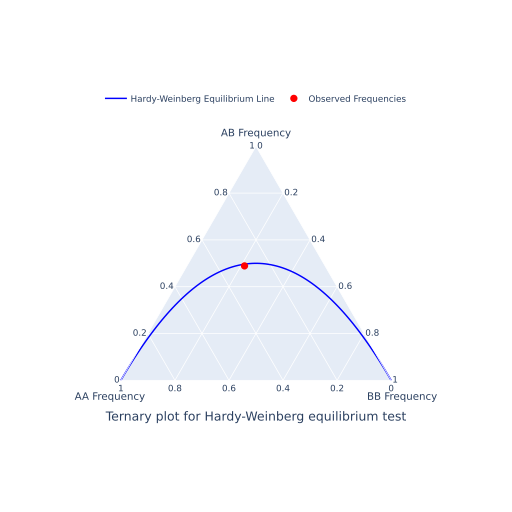 Hardy-Weinberg Equilibrium Line Observed Frequencies
AB Frequency
1 0
0.8 0.2
0.6 0.4
0.4 0.6
0.2 0.8
0 1
1 0.8 0.6 0.4 0.2 0
AA Frequency BB Frequency
Ternary plot for Hardy-Weinberg equilibrium test